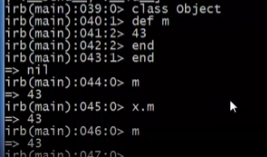 irb(main):039:0> class Object
irb(main):040:1> def m
irb(main):041:2> 43
irb(main):042:2> end
irb(main):043:1> end
=> nil
irb(main):044:0> m
=> 43
irb(main):045:0> x.m
=> 43
irb(main):046:0> m
=> 43
irb(main):047:0>